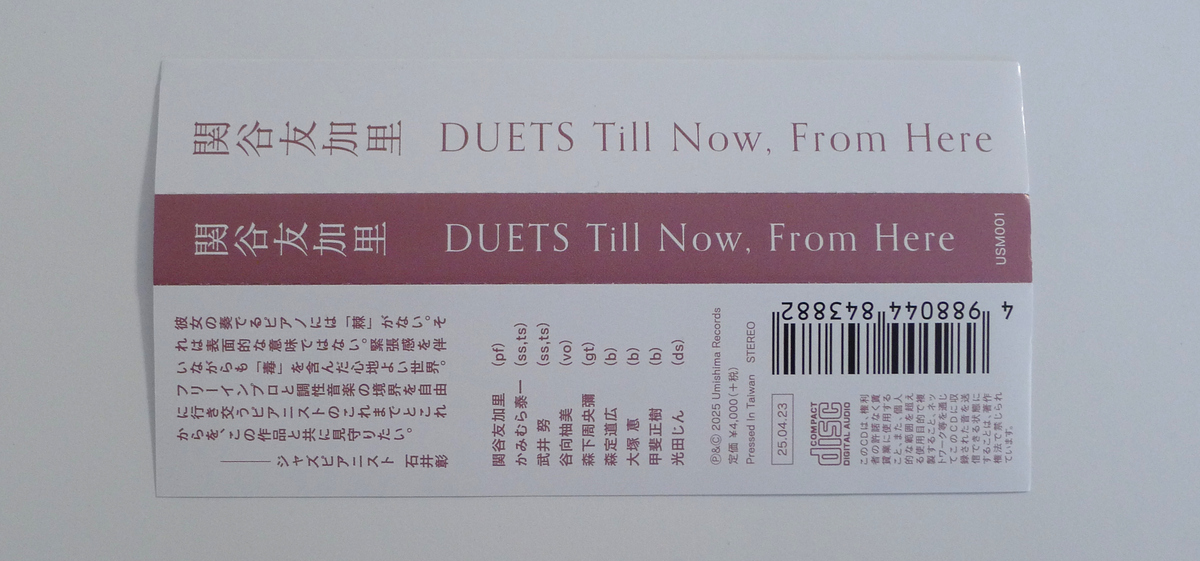 関谷友加里 DUETS Till Now, From Here
関谷友加里 DUETS Till Now, From Here
USM001
彼女の奏でるピアノには「棘」がない。そ
れは表面的な意味ではない。緊張感を伴
いながらも「毒」を含んだ心地よい世界。
フリーインプロと調性音楽の境界を自由
に行き交うピアニストのこれまでとこれ
からを、この作品と共に見守りたい。
——ジャズピアニスト 石井彰
関谷友加里 (pf)
かみむら泰一 (ss,ts)
武井 努 (ss,ts)
谷向柚美 (vo)
森下周央彌 (gt)
森定道広 (b)
大塚 恵 (b)
甲斐正樹 (b)
光田じん (ds)
℗&© 2025 Umishima Records
定価 ¥4,000(+税)
Pressed In Taiwan STEREO
25.04.23
COMPACT
disc
DIGITAL AUDIO
4 988044 843882
このCDは、権利
者の許諾なく賃
貸業に使用する
こと、また、個人
的な範囲を超え
る使用目的で複
製すること、ネッ
トワーク等を通じ
てこのCDに収
録された音を送
信できる状態に
することは、著作
権法で禁じられ
ています。